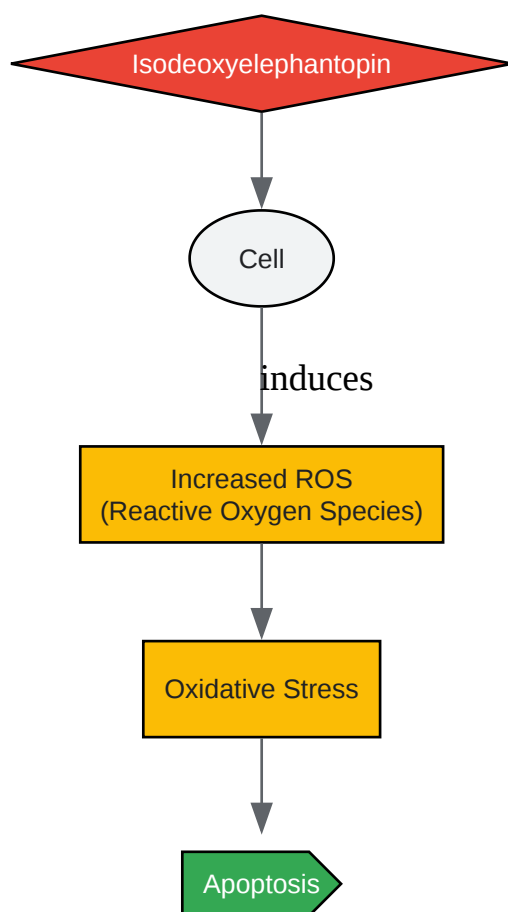 Isodeoxyelephantopin
Cell
induces
Increased ROS
(Reactive Oxygen Species)
Oxidative Stress
Apoptosis